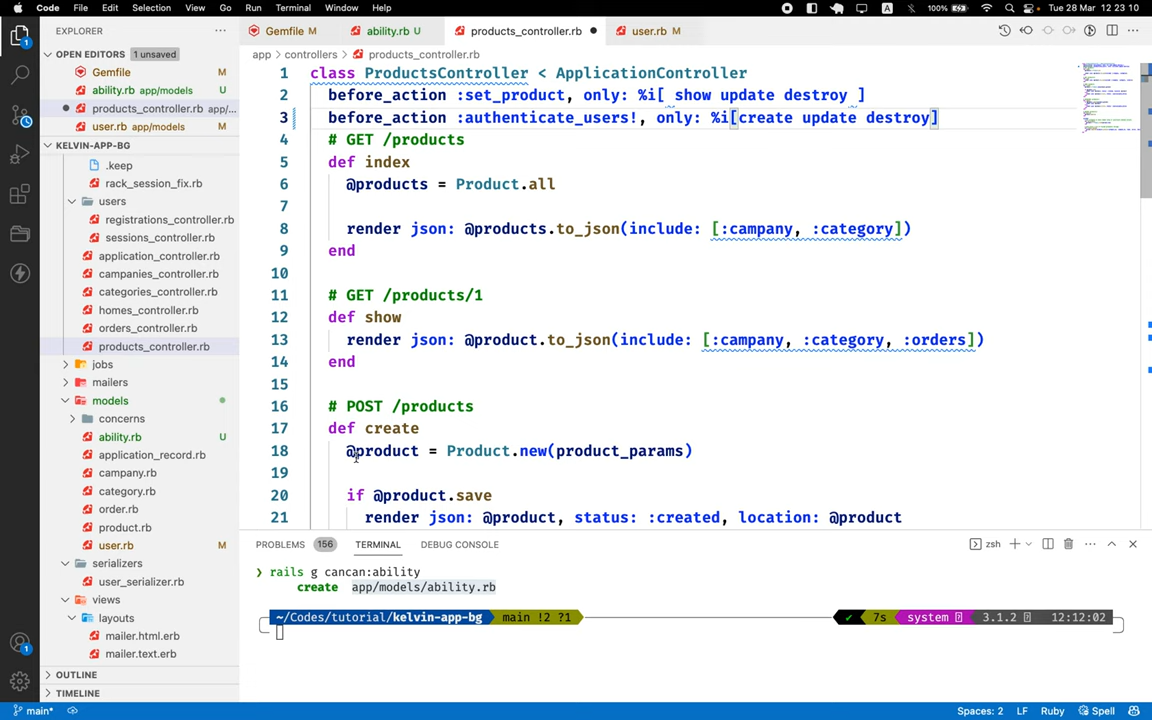 Code File Edit Selection View Go Run Terminal Window Help A 100% Tue 28 Mar 12 23 10
EXPLORER
Gemfile M
ability.rb U
products_controller.rb
user.rb M
app > controllers > products_controller.rb
OPEN EDITORS 1 unsaved
Gemfile M
ability.rb app/models U
products_controller.rb app/...
user.rb app/models M
KELVIN-APP-BG
.keep
rack_session_fix.rb
users
registrations_controller.rb
sessions_controller.rb
application_controller.rb
campanies_controller.rb
categories_controller.rb
homes_controller.rb
orders_controller.rb
products_controller.rb
jobs
mailers
models
concerns
ability.rb U
application_record.rb
campany.rb
category.rb
order.rb
product.rb
user.rb M
serializers
user_serializer.rb
views
layouts
mailer.html.erb
mailer.text.erb
OUTLINE
TIMELINE
1 class ProductsController < ApplicationController
2 before_action :set_product, only: %i[ show update destroy ]
3 before_action :authenticate_users!, only: %i[create update destroy]
4 # GET /products
5 def index
6 @products = Product.all
7
8 render json: @products.to_json(include: [:campany, :category])
9 end
10
11 # GET /products/1
12 def show
13 render json: @product.to_json(include: [:campany, :category, :orders])
14 end
15
16 # POST /products
17 def create
18 @product = Product.new(product_params)
19
20 if @product.save
21 render json: @product, status: :created, location: @product
PROBLEMS 156 TERMINAL DEBUG CONSOLE zsh
❯ rails g cancan:ability
create app/models/ability.rb
~/Codes/tutorial/kelvin-app-bg main !2 ?1 ✔ 7s system 3.1.2 12:12:02
1
1
main* Spaces: 2 LF Ruby Spell